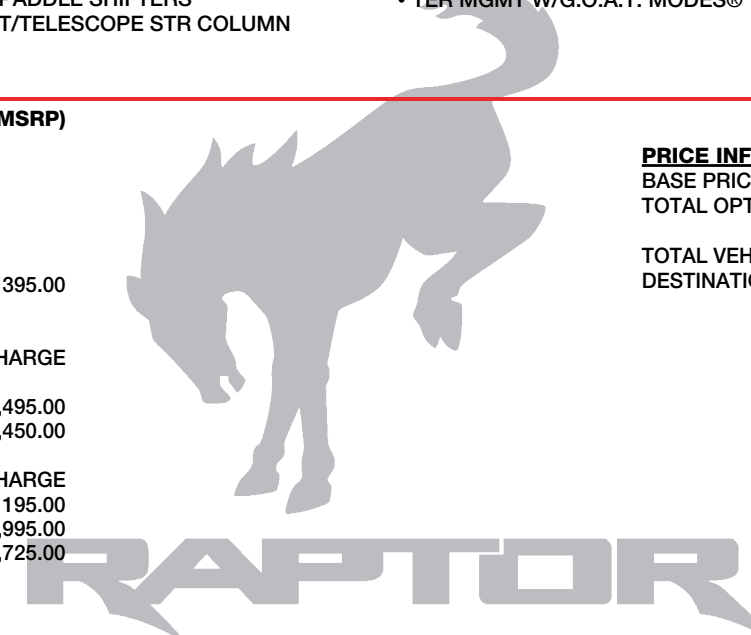 PADDLE SHIFTERS
T/TELESCOPE STR COLUMN
• TER MGMT W/G.O.A.T. MODES®
MSRP)
395.00
HARGE
,495.00
,450.00
HARGE
195.00
,995.00
,725.00
PRICE INF
BASE PRIC
TOTAL OPT
TOTAL VEH
DESTINATI
RAPTOR